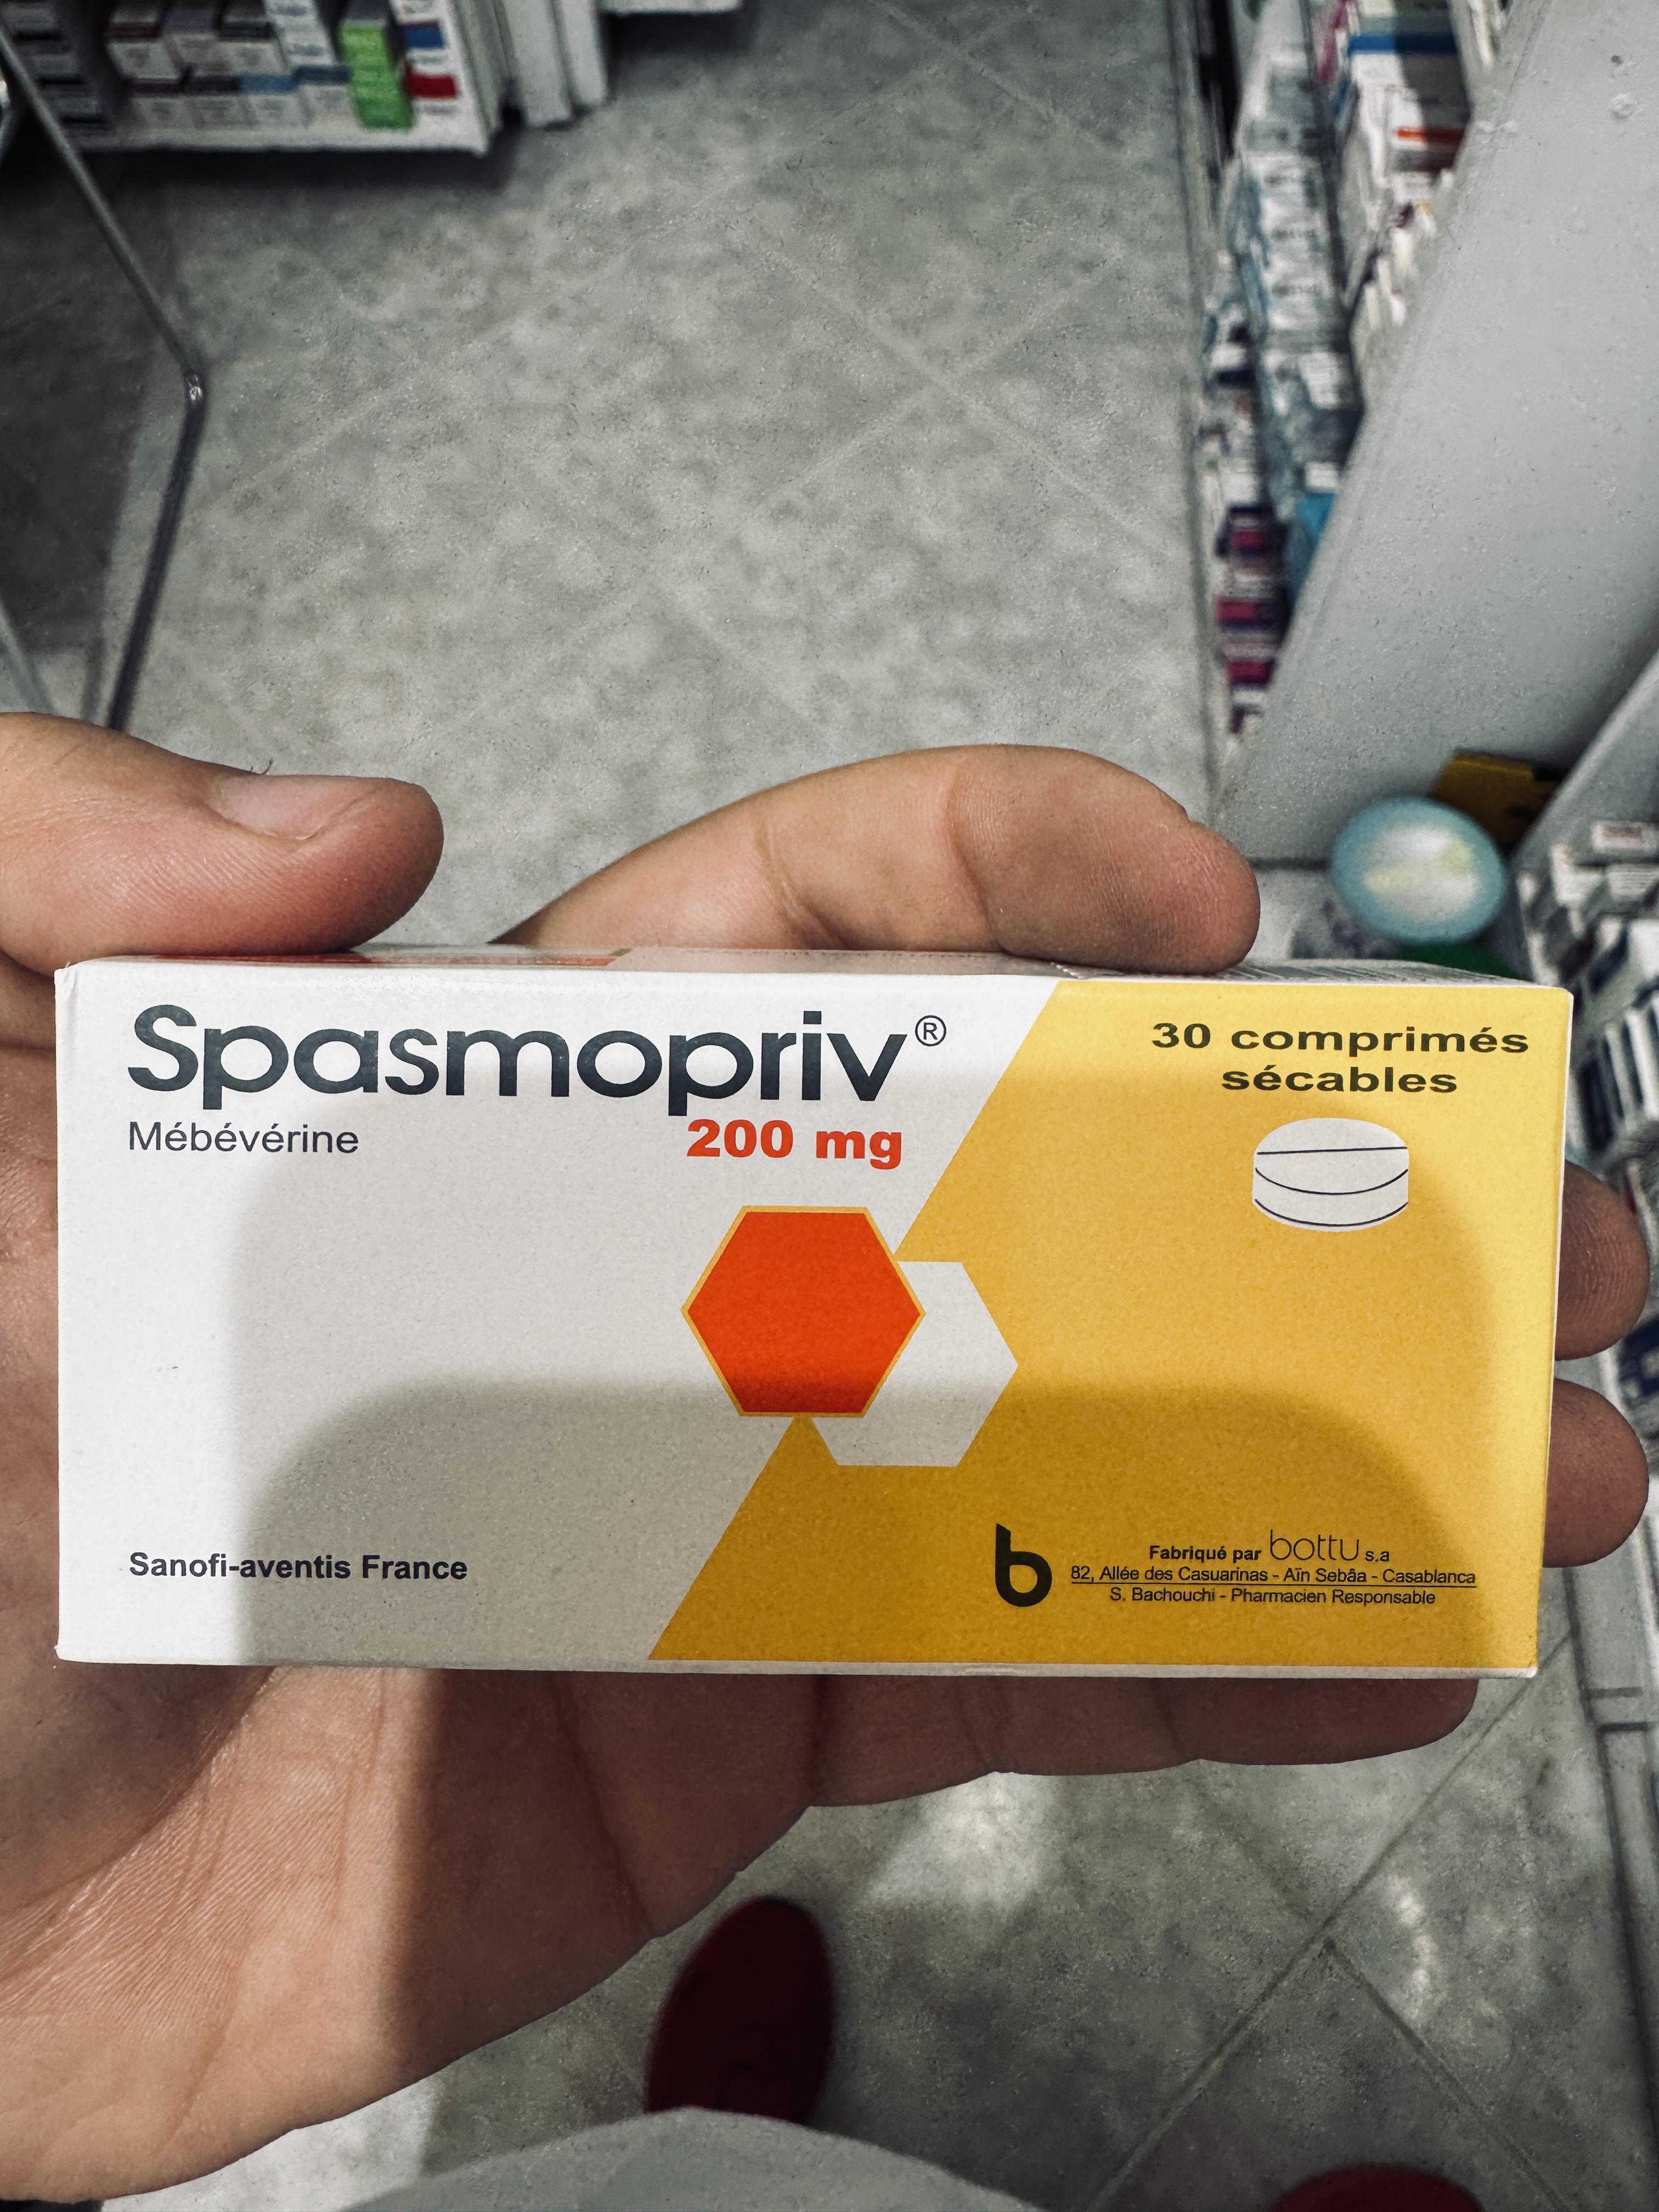 Spasmopriv®
Mébévérine
200 mg
30 comprimés
sécables
Sanofi-aventis France
b
Fabriqué par bottu s.a
82, Allée des Casuarinas - Aïn Sebâa - Casablanca
S. Bachouchi - Pharmacien Responsable